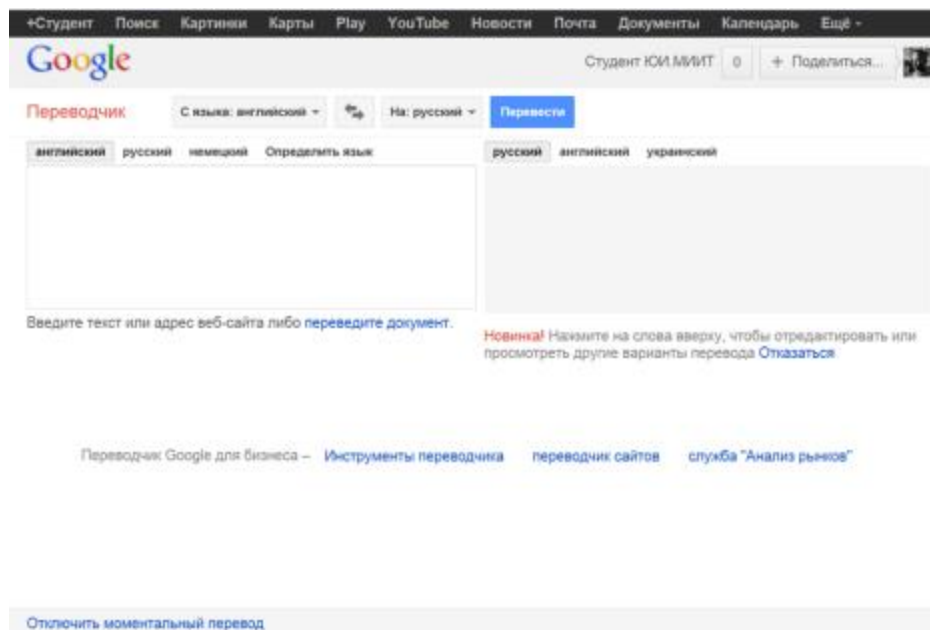 +Студент Поиск Картинки Карты Play YouTube Новости Почта Документы Календарь Ещё
Google Студент ЮИ МИИТ 0 + Поделиться...
Переводчик С языка: английский На: русский Перевести
английский русский немецкий Определить язык русский английский украинский
Введите текст или адрес веб-сайта либо переведите документ.
Новинка! Нажмите на слова вверху, чтобы отредактировать или
просмотреть другие варианты перевода Отказаться
Переводчик Google для бизнеса – Инструменты переводчика переводчик сайтов служба "Анализ рынков"
Отключить моментальный перевод